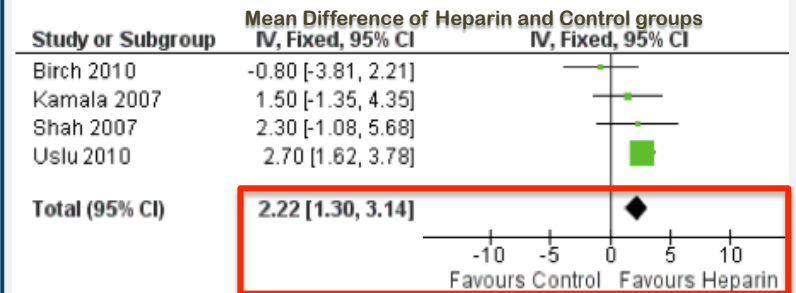 Mean Difference of Heparin and Control groups
Study or Subgroup IV, Fixed, 95% CI IV, Fixed, 95% CI
Birch 2010 -0.80 [-3.81, 2.21]
Kamala 2007 1.50 [-1.35, 4.35]
Shah 2007 2.30 [-1.08, 5.68]
Uslu 2010 2.70 [1.62, 3.78]
Total (95% CI) 2.22 [1.30, 3.14]
-10 -5 0 5 10
Favours Control Favours Heparin